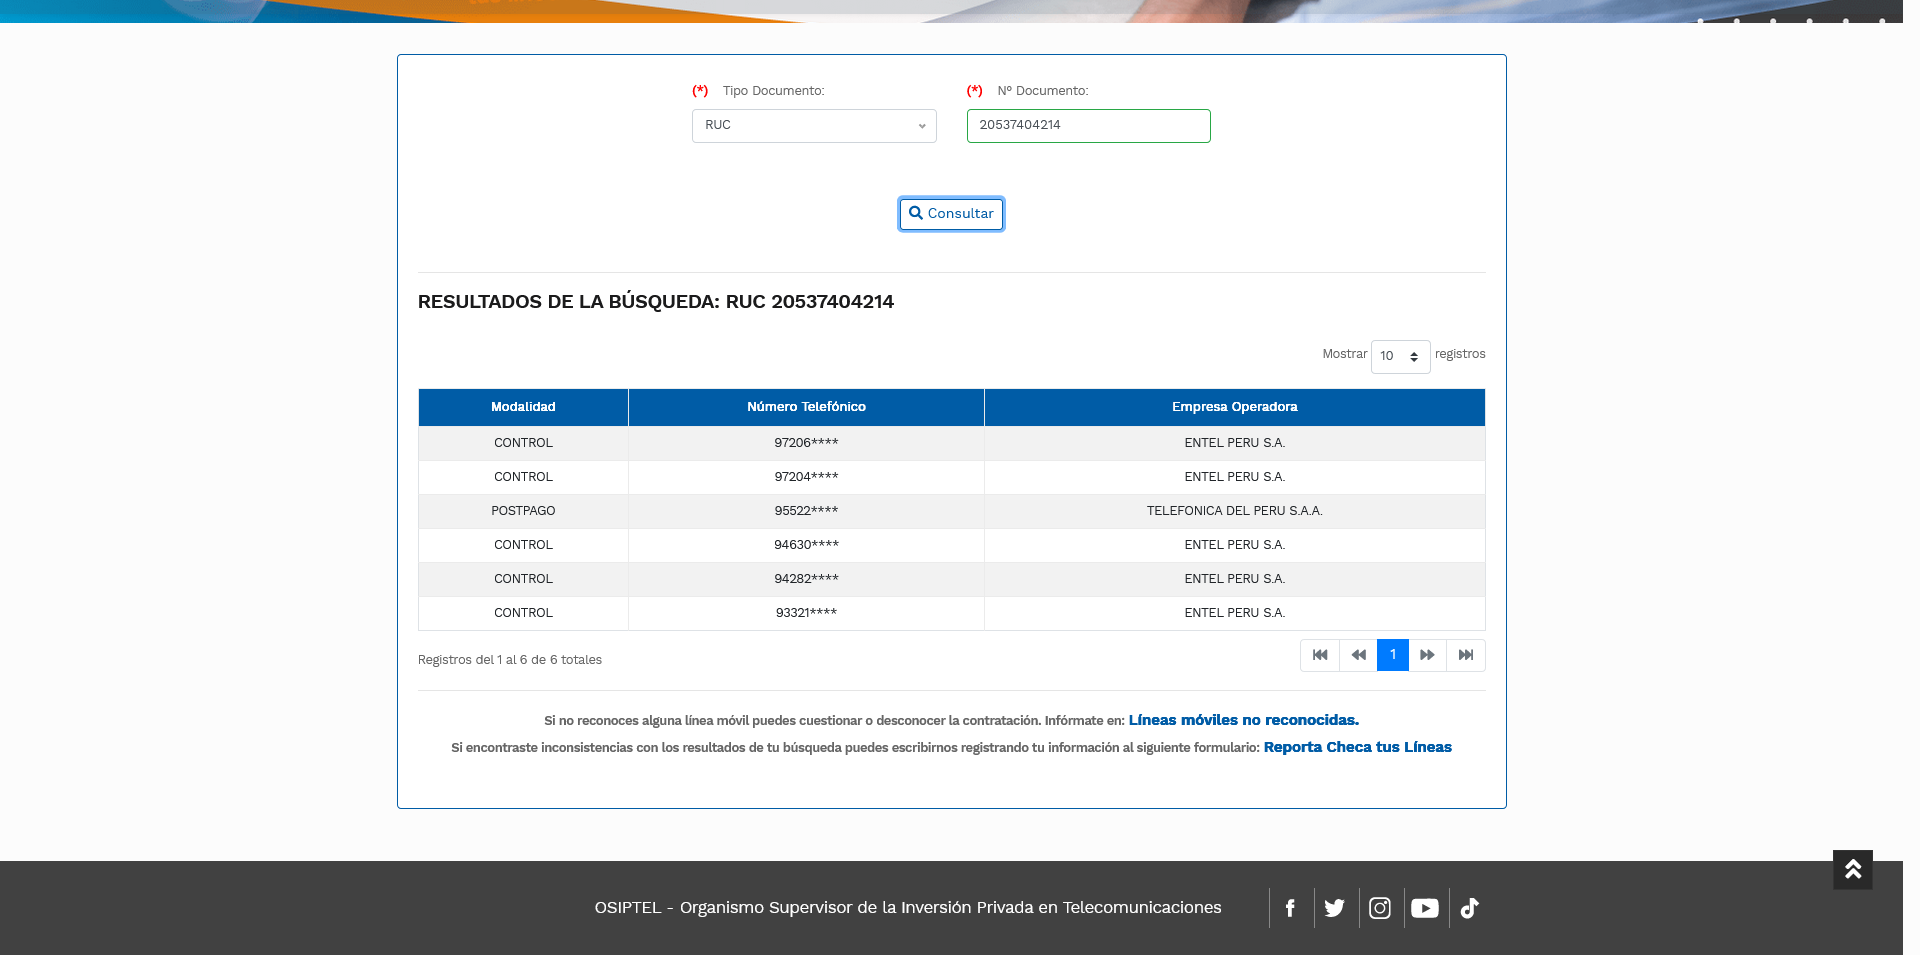 (*) Tipo Documento: (*) Nº Documento:
RUC 20537404214
Consultar
RESULTADOS DE LA BÚSQUEDA: RUC 20537404214
Mostrar 10 registros
Modalidad Número Telefónico Empresa Operadora
CONTROL 97206**** ENTEL PERU S.A.
CONTROL 97204**** ENTEL PERU S.A.
POSTPAGO 95522**** TELEFONICA DEL PERU S.A.A.
CONTROL 94630**** ENTEL PERU S.A.
CONTROL 94282**** ENTEL PERU S.A.
CONTROL 93321**** ENTEL PERU S.A.
Registros del 1 al 6 de 6 totales 1
Si no reconoces alguna línea móvil puedes cuestionar o desconocer la contratación. Infórmate en: Líneas móviles no reconocidas.
Si encontraste inconsistencias con los resultados de tu búsqueda puedes escribirnos registrando tu información al siguiente formulario: Reporta Checa tus Líneas
OSIPTEL - Organismo Supervisor de la Inversión Privada en Telecomunicaciones